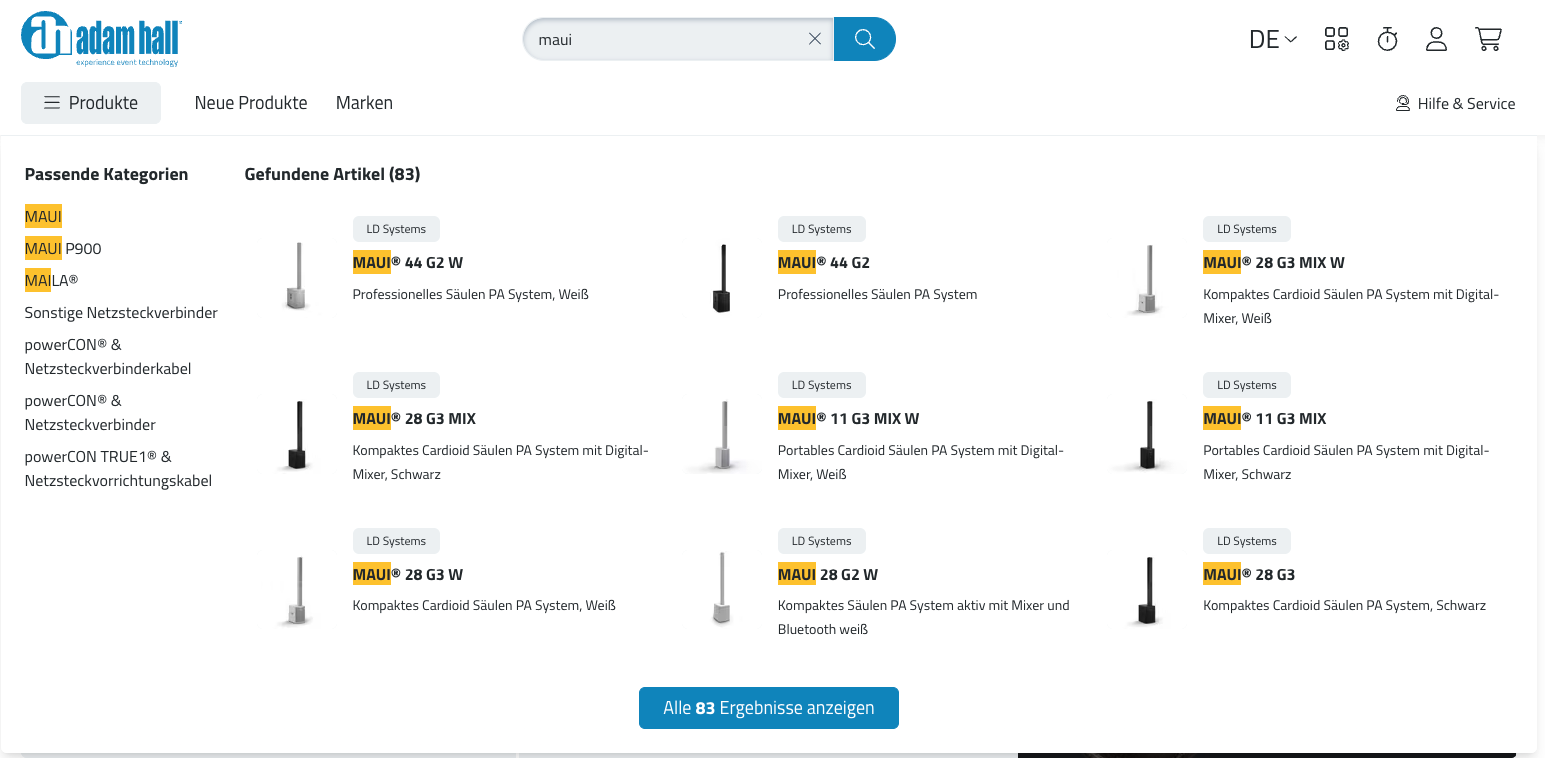 adam hall
experience event technology
maui
DE
Produkte
Neue Produkte
Marken
Hilfe & Service
Passende Kategorien
MAUI
MAUI P900
MAILA®
Sonstige Netzsteckverbinder
powerCON® &
Netzsteckverbinderkabel
powerCON® &
Netzsteckverbinder
powerCON TRUE1® &
Netzsteckvorrichtungskabel
Gefundene Artikel (83)
LD Systems
MAUI® 44 G2 W
Professionelles Säulen PA System, Weiß
LD Systems
MAUI® 44 G2
Professionelles Säulen PA System
LD Systems
MAUI® 28 G3 MIX W
Kompaktes Cardioid Säulen PA System mit Digital-
Mixer, Weiß
LD Systems
MAUI® 28 G3 MIX
Kompaktes Cardioid Säulen PA System mit Digital-
Mixer, Schwarz
LD Systems
MAUI® 11 G3 MIX W
Portables Cardioid Säulen PA System mit Digital-
Mixer, Weiß
LD Systems
MAUI® 11 G3 MIX
Portables Cardioid Säulen PA System mit Digital-
Mixer, Schwarz
LD Systems
MAUI® 28 G3 W
Kompaktes Cardioid Säulen PA System, Weiß
LD Systems
MAUI 28 G2 W
Kompaktes Säulen PA System aktiv mit Mixer und
Bluetooth weiß
LD Systems
MAUI® 28 G3
Kompaktes Cardioid Säulen PA System, Schwarz
Alle 83 Ergebnisse anzeigen